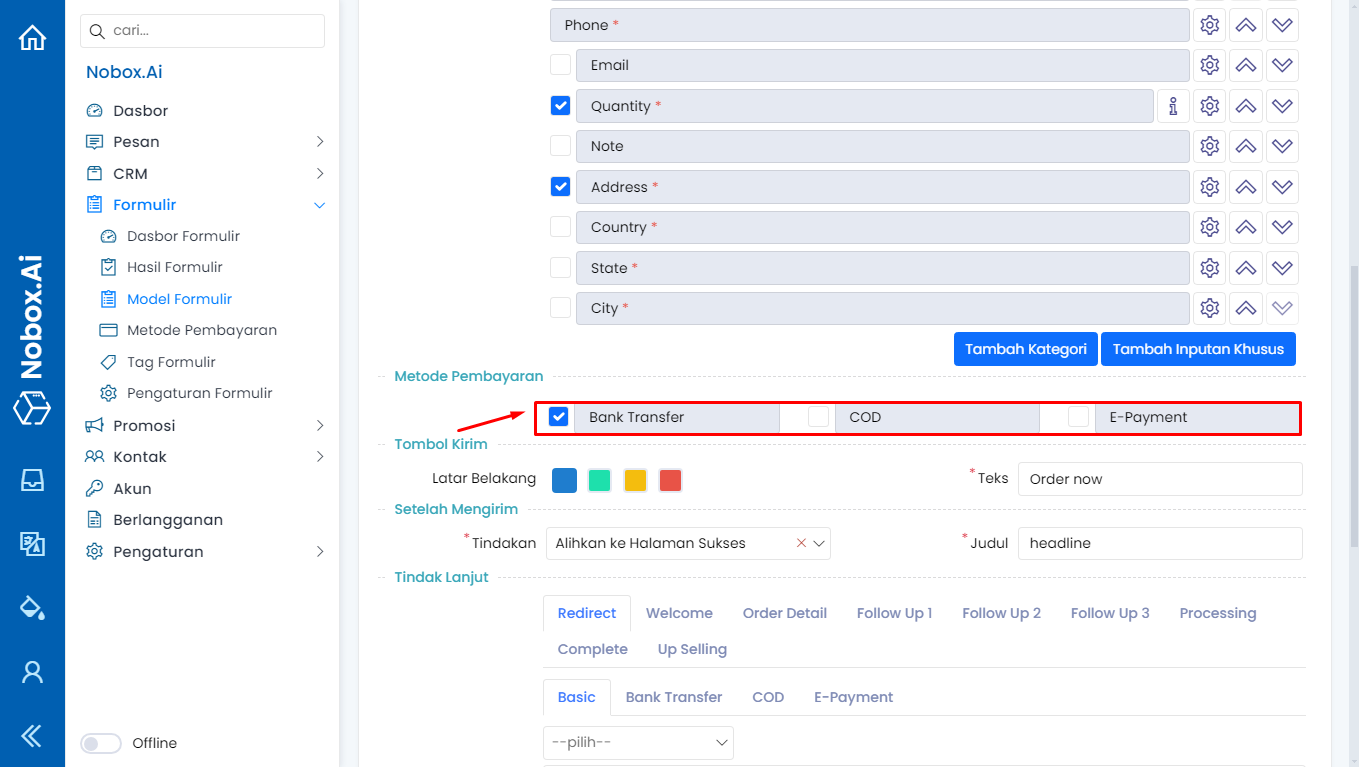 cari...
Nobox.Ai
Dasbor
Pesan
CRM
Formulir
Dasbor Formulir
Hasil Formulir
Model Formulir
Metode Pembayaran
Tag Formulir
Pengaturan Formulir
Promosi
Kontak
Akun
Berlangganan
Pengaturan
Offline
Nobox.Ai
Phone *
Email
Quantity *
Note
Address *
Country *
State *
City *
Tambah Kategori Tambah Inputan Khusus
Metode Pembayaran
Bank Transfer COD E-Payment
Tombol Kirim
Latar Belakang * Teks Order now
Setelah Mengirim
* Tindakan Alihkan ke Halaman Sukses * Judul headline
Tindak Lanjut
Redirect Welcome Order Detail Follow Up 1 Follow Up 2 Follow Up 3 Processing
Complete Up Selling
Basic Bank Transfer COD E-Payment
--pilih--